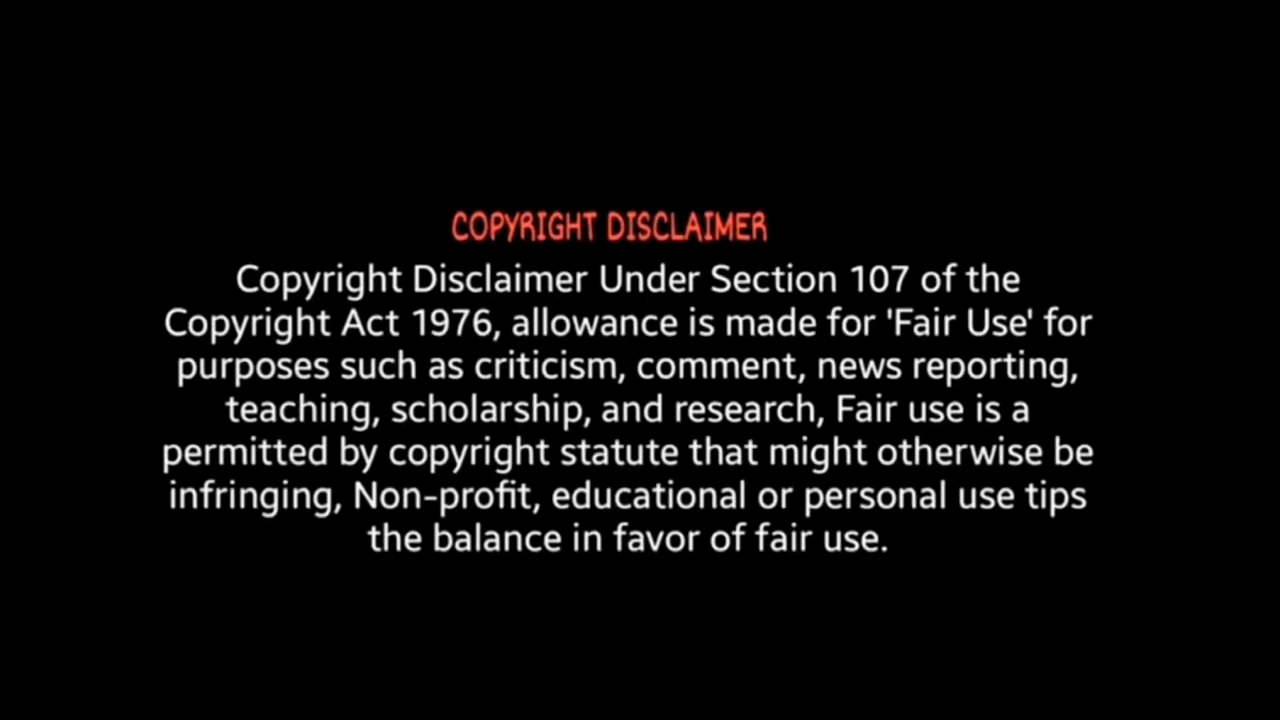 COPYRIGHT DISCLAIMER
Copyright Disclaimer Under Section 107 of the
Copyright Act 1976, allowance is made for 'Fair Use' for
purposes such as criticism, comment, news reporting,
teaching, scholarship, and research, Fair use is a
permitted by copyright statute that might otherwise be
infringing, Non-profit, educational or personal use tips
the balance in favor of fair use.